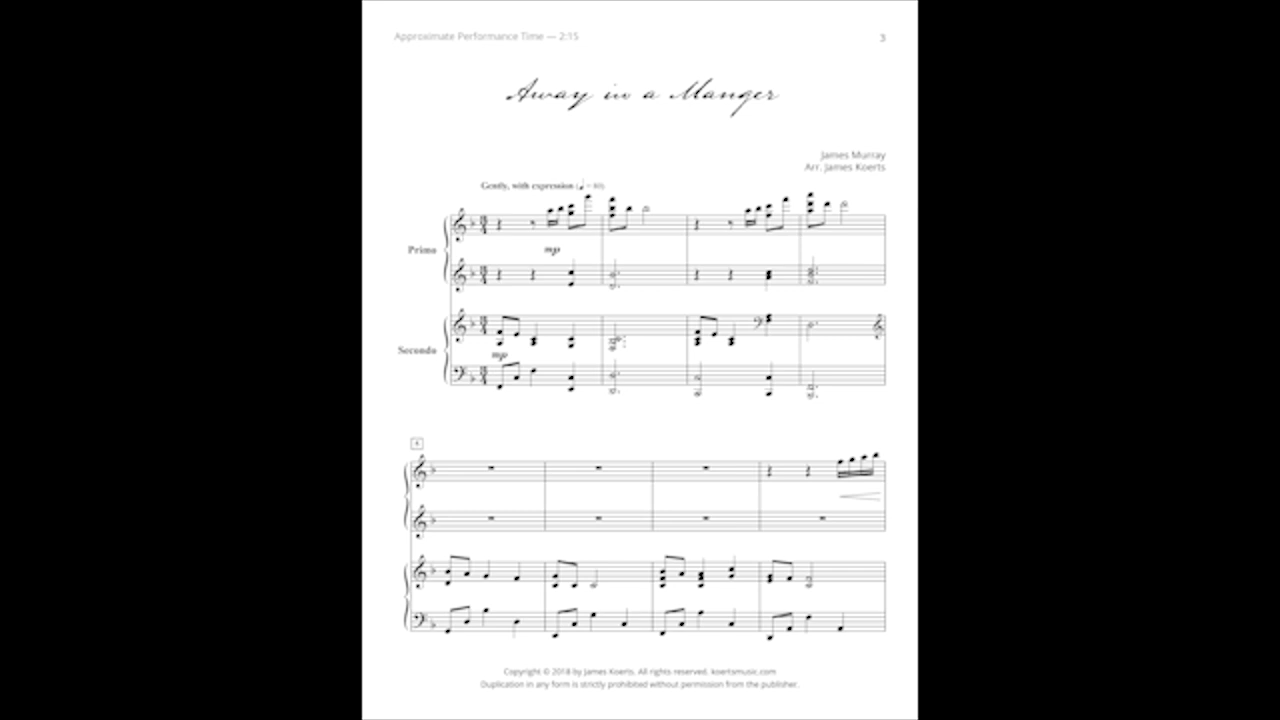 Approximate Performance Time — 2:15
3
Away in a Manger
James Murray
Arr. James Koerts
Gently, with expression (♩ = 80)
Primo
mp
Secondo
mp
Copyright © 2018 by James Koerts. All rights reserved. koertsmusic.com
Duplication in any form is strictly prohibited without permission from the publisher.